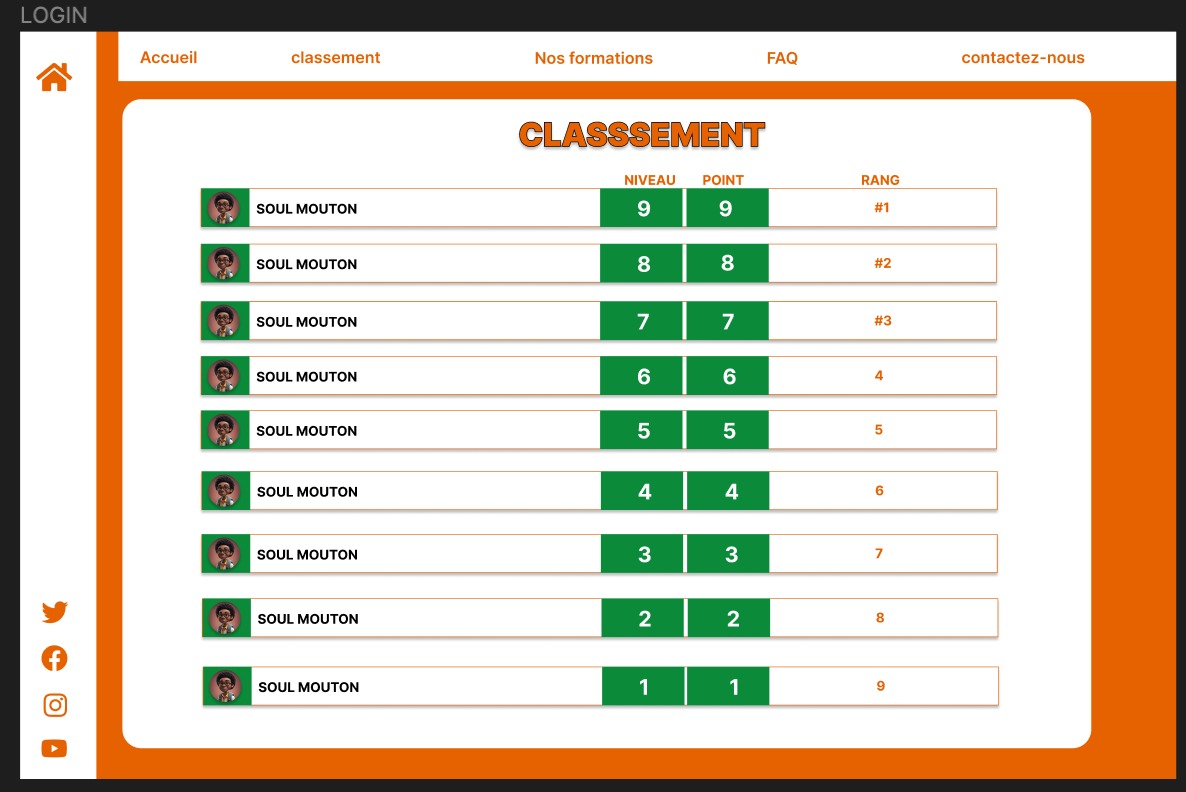 LOGIN
Accueil classement Nos formations FAQ contactez-nous
CLASSSEMENT
NIVEAU POINT RANG
SOUL MOUTON 9 9 #1
SOUL MOUTON 8 8 #2
SOUL MOUTON 7 7 #3
SOUL MOUTON 6 6 4
SOUL MOUTON 5 5 5
SOUL MOUTON 4 4 6
SOUL MOUTON 3 3 7
SOUL MOUTON 2 2 8
SOUL MOUTON 1 1 9